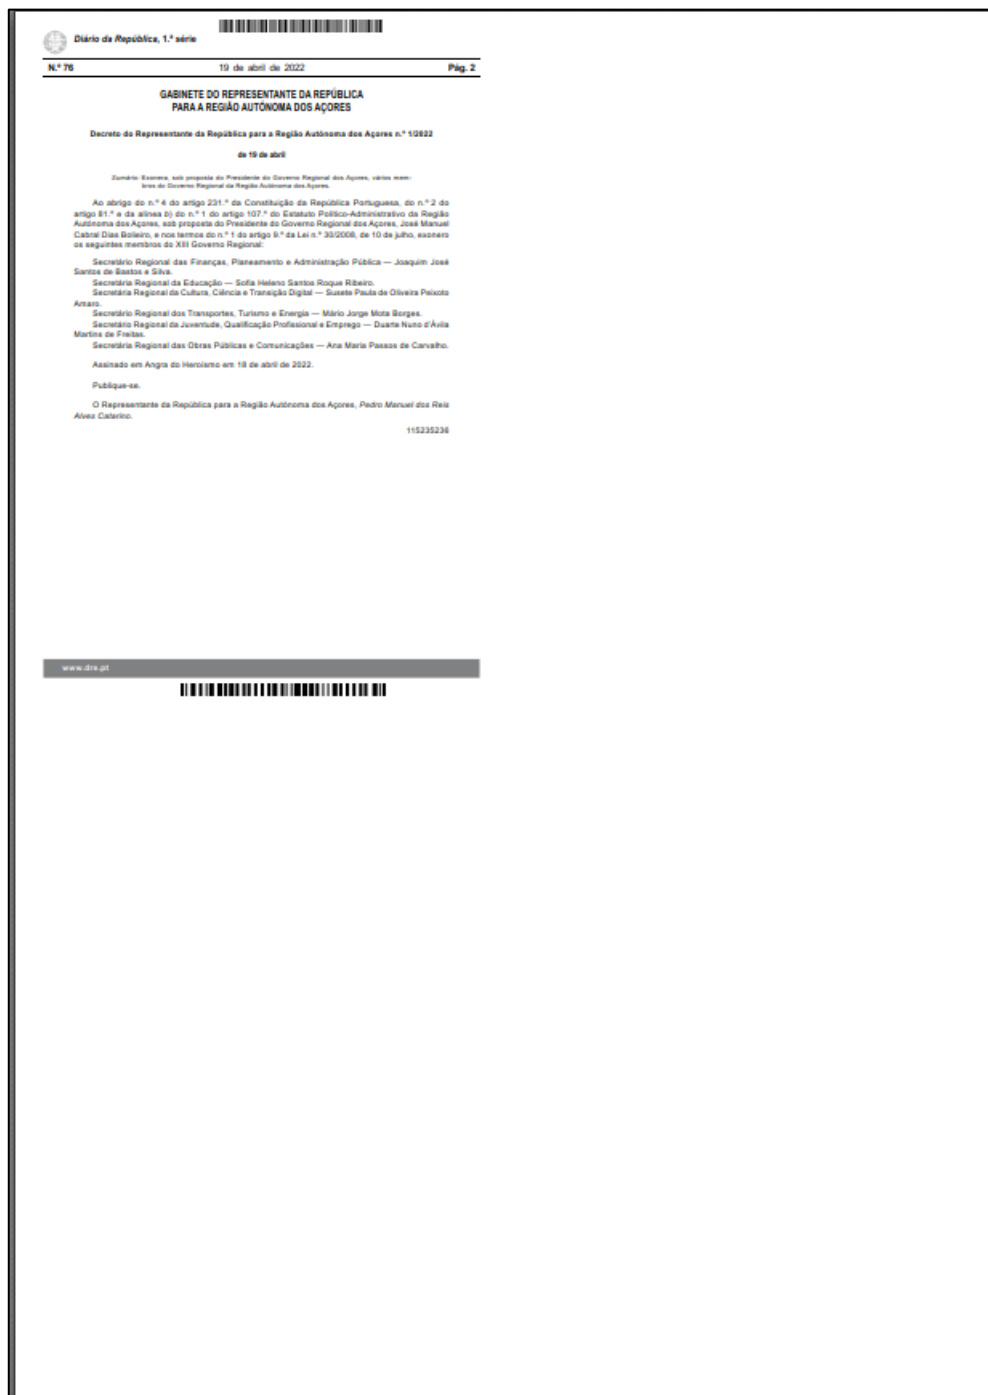 Diário da República, 1.ª série
N.º 76 19 de abril de 2022 Pág. 2
GABINETE DO REPRESENTANTE DA REPÚBLICA
PARA A REGIÃO AUTÓNOMA DOS AÇORES
Decreto do Representante da República para a Região Autónoma dos Açores n.º 1/2022
de 19 de abril
Sumário: Exonera, sob proposta do Presidente do Governo Regional dos Açores, vários mem-
bros do Governo Regional da Região Autónoma dos Açores.
Ao abrigo do n.º 4 do artigo 231.º da Constituição da República Portuguesa, do n.º 2 do
artigo 81.º e da alínea b) do n.º 1 do artigo 107.º do Estatuto Político-Administrativo da Região
Autónoma dos Açores, sob proposta do Presidente do Governo Regional dos Açores, José Manuel
Cabral Dias Bolieiro, e nos termos do n.º 1 do artigo 9.º da Lei n.º 30/2008, de 10 de julho, exonero
os seguintes membros do XIII Governo Regional:
Secretário Regional das Finanças, Planeamento e Administração Pública — Joaquim José
Santos de Bastos e Silva.
Secretária Regional da Educação — Sofia Heleno Santos Roque Ribeiro.
Secretária Regional da Cultura, Ciência e Transição Digital — Susete Paula de Oliveira Peixoto
Amaro.
Secretário Regional dos Transportes, Turismo e Energia — Mário Jorge Mota Borges.
Secretário Regional da Juventude, Qualificação Profissional e Emprego — Duarte Nuno d'Ávila
Martins de Freitas.
Secretária Regional das Obras Públicas e Comunicações — Ana Maria Passos de Carvalho.
Assinado em Angra do Heroísmo em 18 de abril de 2022.
Publique-se.
O Representante da República para a Região Autónoma dos Açores, Pedro Manuel dos Reis
Alves Catarino.
115235236
www.dre.pt